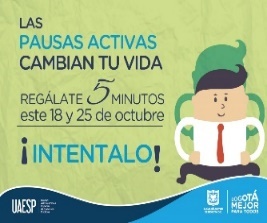 LAS
PAUSAS ACTIVAS
CAMBIAN TU VIDA
REGÁLATE 5 MINUTOS
este 18 y 25 de octubre
¡INTENTALO!
UAESP
BOGOTÁ
MEJOR
PARA TODOS